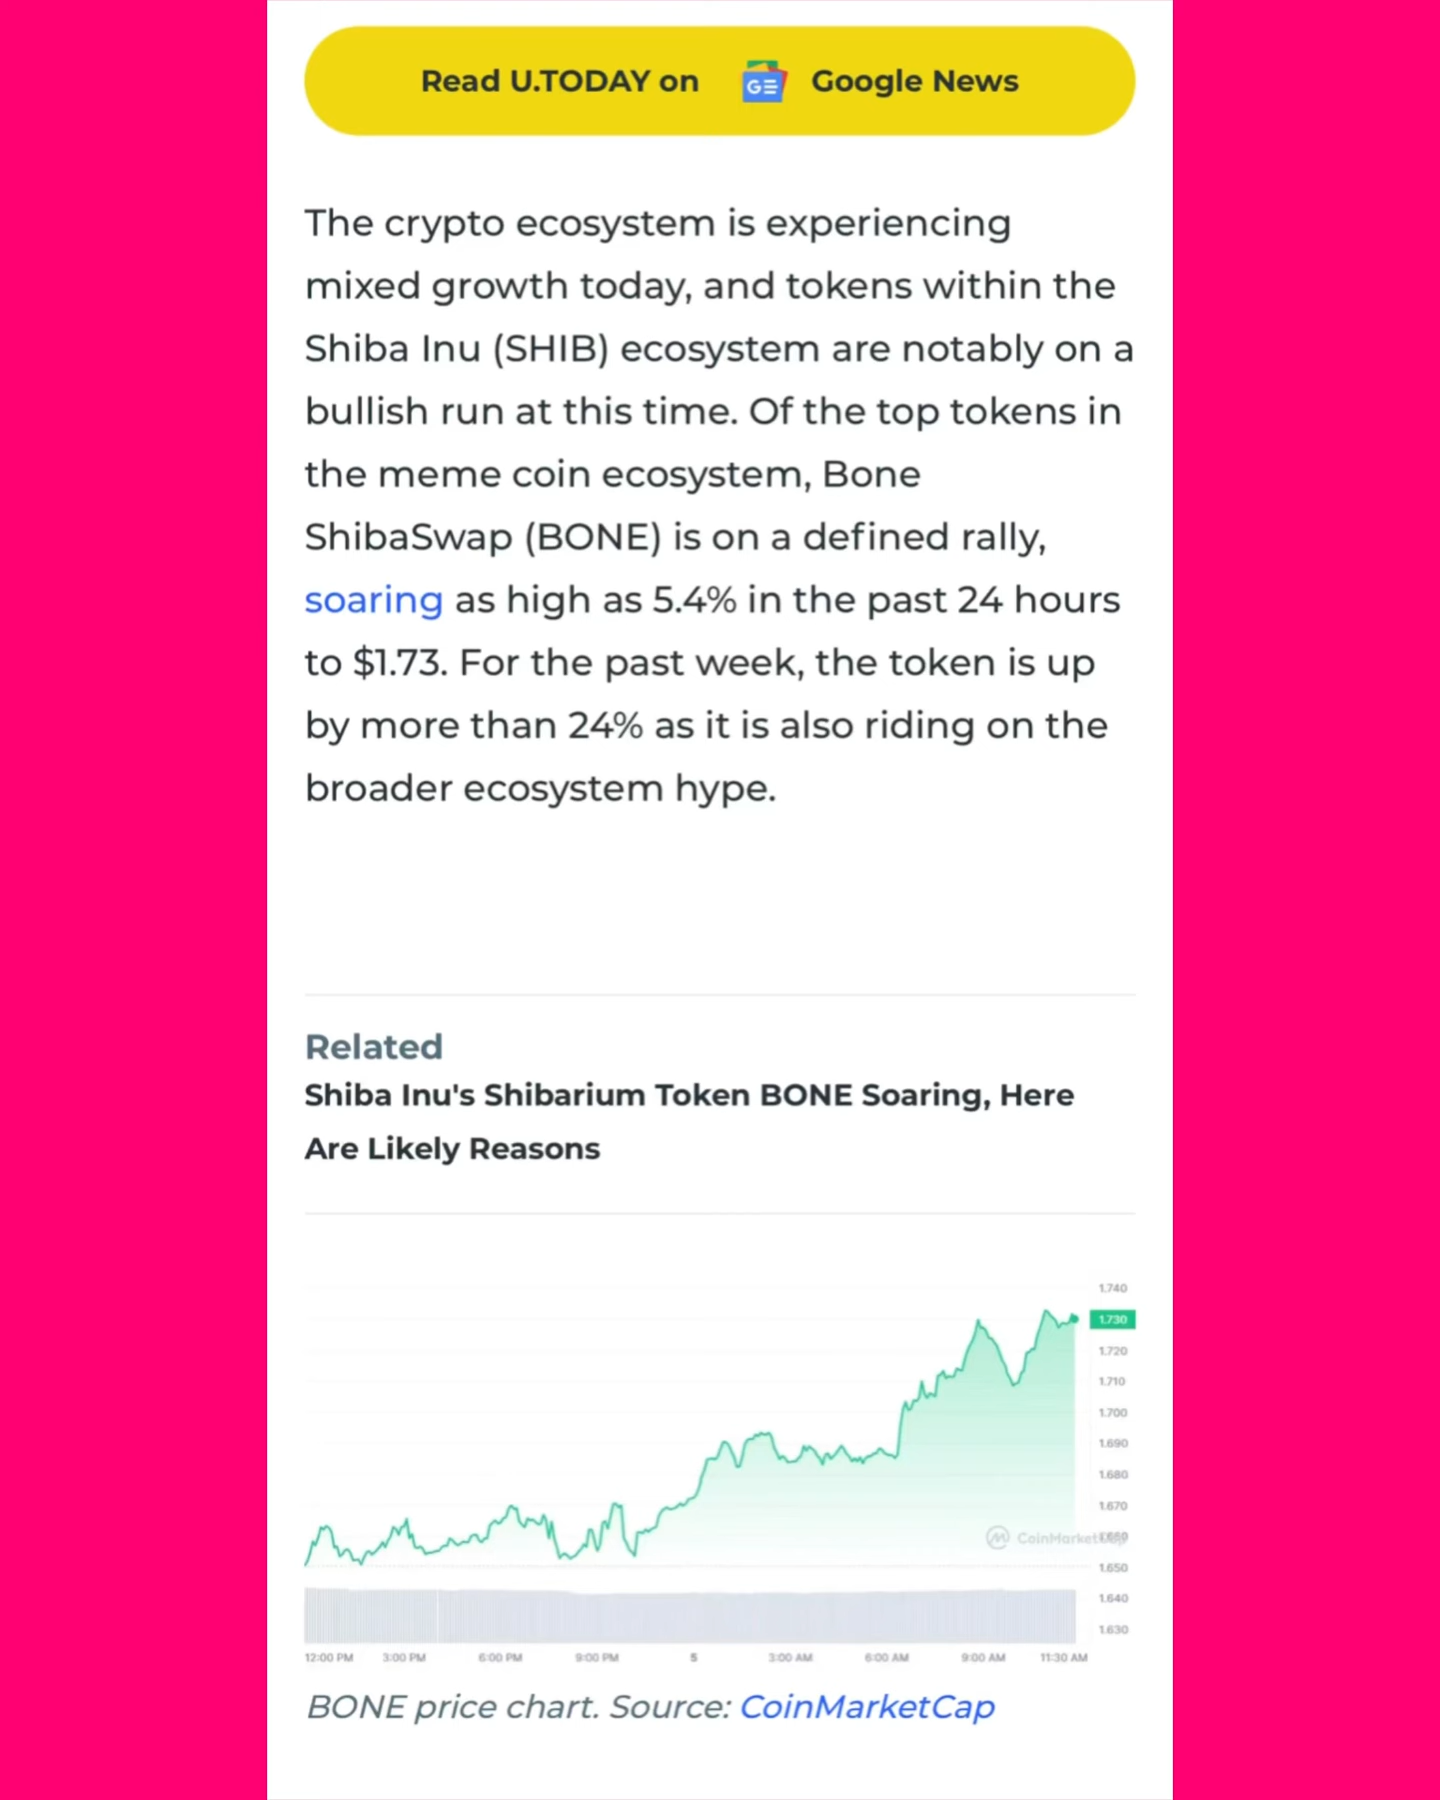 Read U.TODAY on GE Google News
The crypto ecosystem is experiencing
mixed growth today, and tokens within the
Shiba Inu (SHIB) ecosystem are notably on a
bullish run at this time. Of the top tokens in
the meme coin ecosystem, Bone
ShibaSwap (BONE) is on a defined rally,
soaring as high as 5.4% in the past 24 hours
to $1.73. For the past week, the token is up
by more than 24% as it is also riding on the
broader ecosystem hype.
Related
Shiba Inu's Shibarium Token BONE Soaring, Here
Are Likely Reasons
1.740
1.730
1.720
1.710
1.700
1.690
1.680
1.670
CoinMarketCap 1.660
1.650
1.640
1.630
12:00 PM 3:00 PM 6:00 PM 9:00 PM 5 3:00 AM 6:00 AM 9:00 AM 11:30 AM
BONE price chart. Source: CoinMarketCap